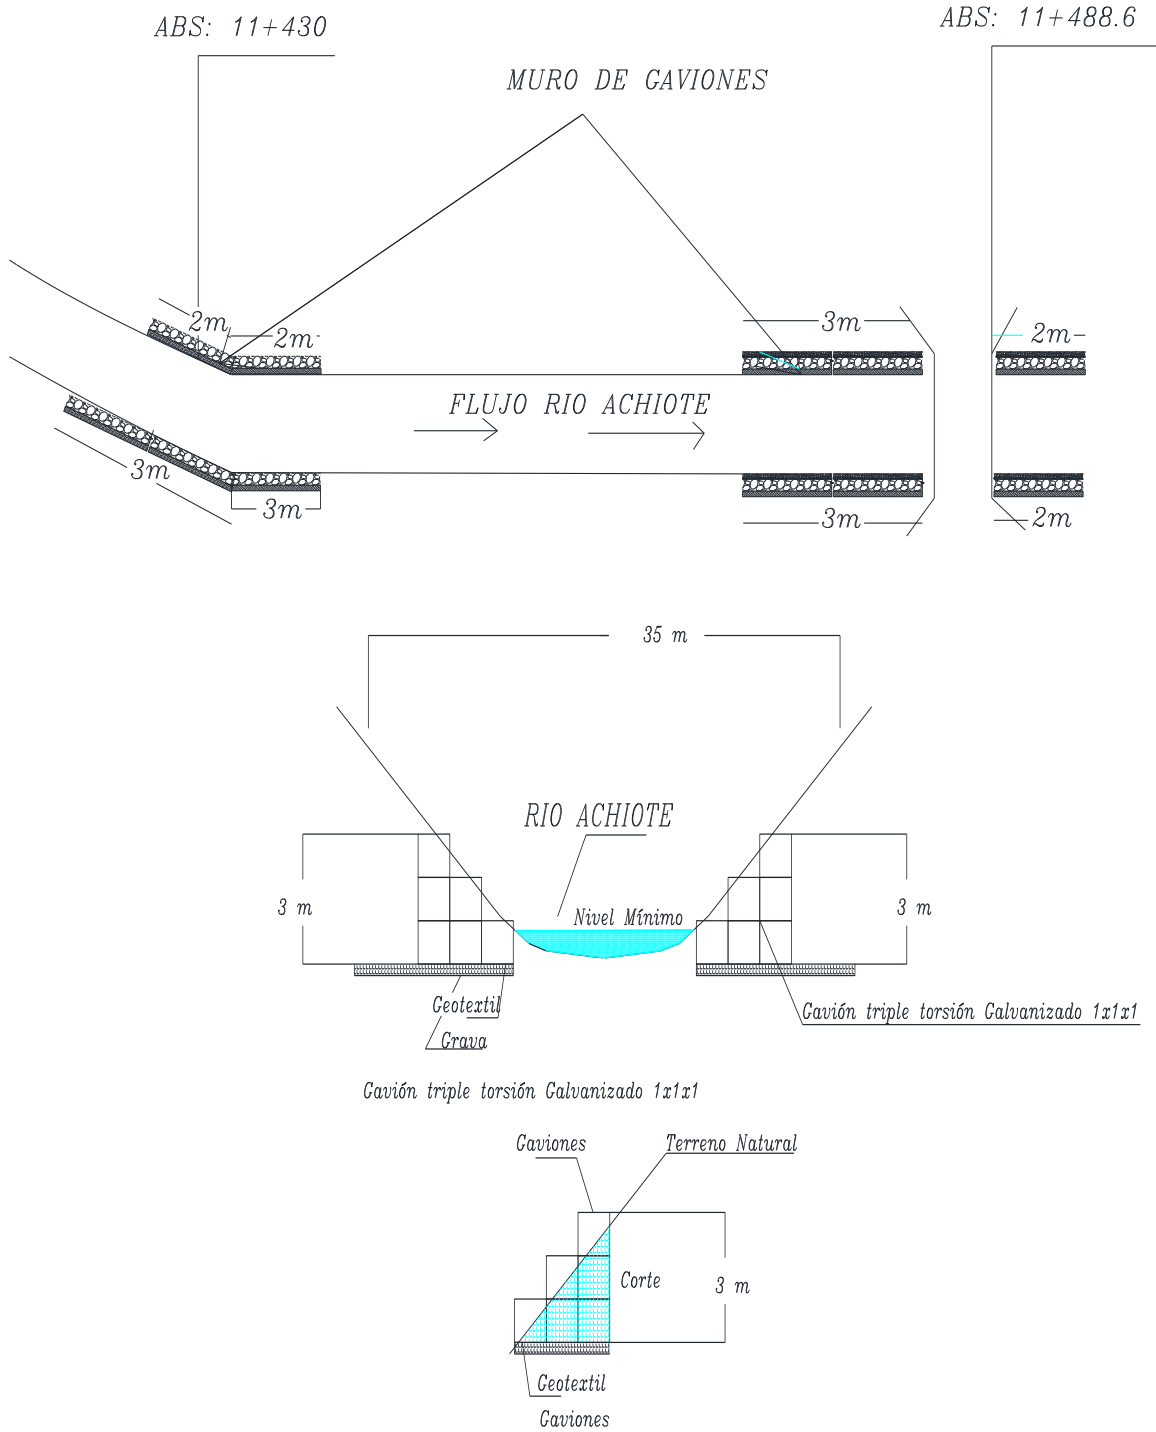 ABS: 11+430
ABS: 11+488.6
MURO DE GAVIONES
2m
2m
3m
2m
FLUJO RIO ACHIOTE
3m
3m
3m
2m
35 m
RIO ACHIOTE
3 m
Nivel Mínimo
3 m
Geotextil
Grava
Gavión triple torsión Galvanizado 1x1x1
Gavión triple torsión Galvanizado 1x1x1
Gaviones
Terreno Natural
Corte
3 m
Geotextil
Gaviones